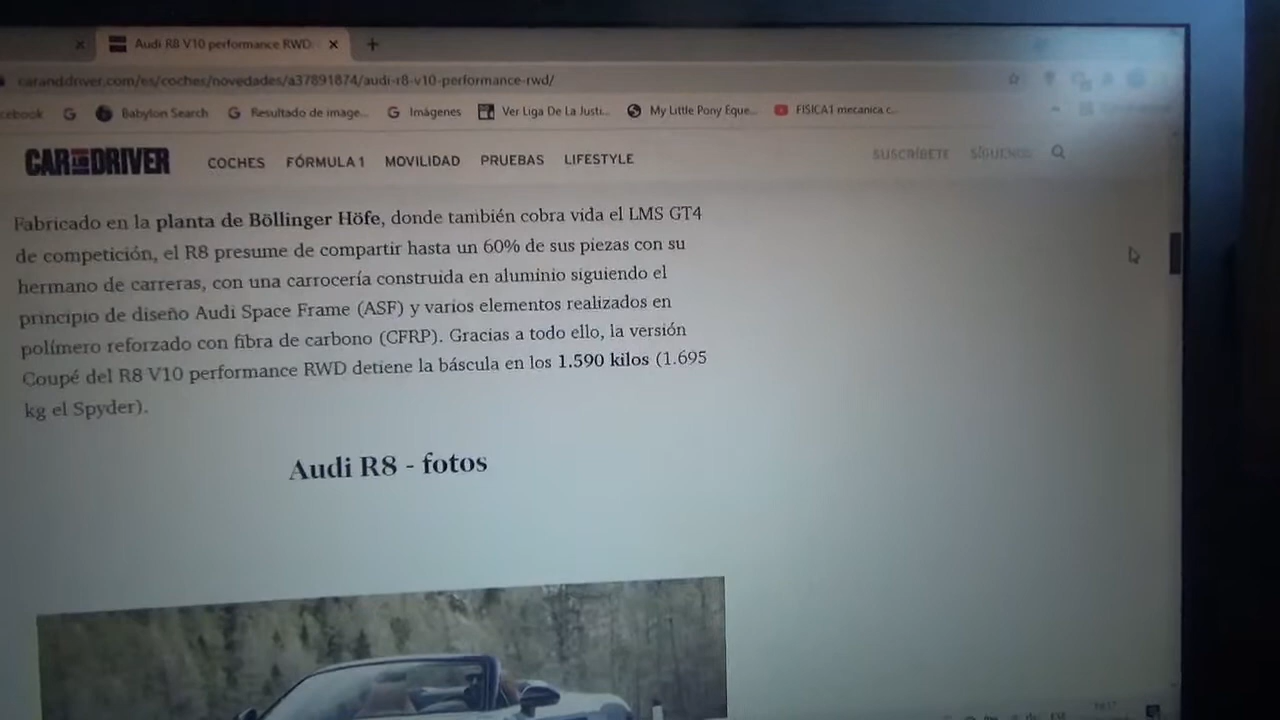 Audi R8 V10 performance RWD
caranddriver.com/es/coches/novedades/a37891874/audi-r8-v10-performance-rwd/
cebook
Babylon Search
Resultado de image...
Imágenes
Ver Liga De La Justi...
My Little Pony Eque...
FISICA1 mecanica c...
CAR AND DRIVER
COCHES
FÓRMULA 1
MOVILIDAD
PRUEBAS
LIFESTYLE
SUSCRÍBETE
SÍGUENOS
Fabricado en la planta de Böllinger Höfe, donde también cobra vida el LMS GT4
de competición, el R8 presume de compartir hasta un 60% de sus piezas con su
hermano de carreras, con una carrocería construida en aluminio siguiendo el
principio de diseño Audi Space Frame (ASF) y varios elementos realizados en
polímero reforzado con fibra de carbono (CFRP). Gracias a todo ello, la versión
Coupé del R8 V10 performance RWD detiene la báscula en los 1.590 kilos (1.695
kg el Spyder).
Audi R8 - fotos